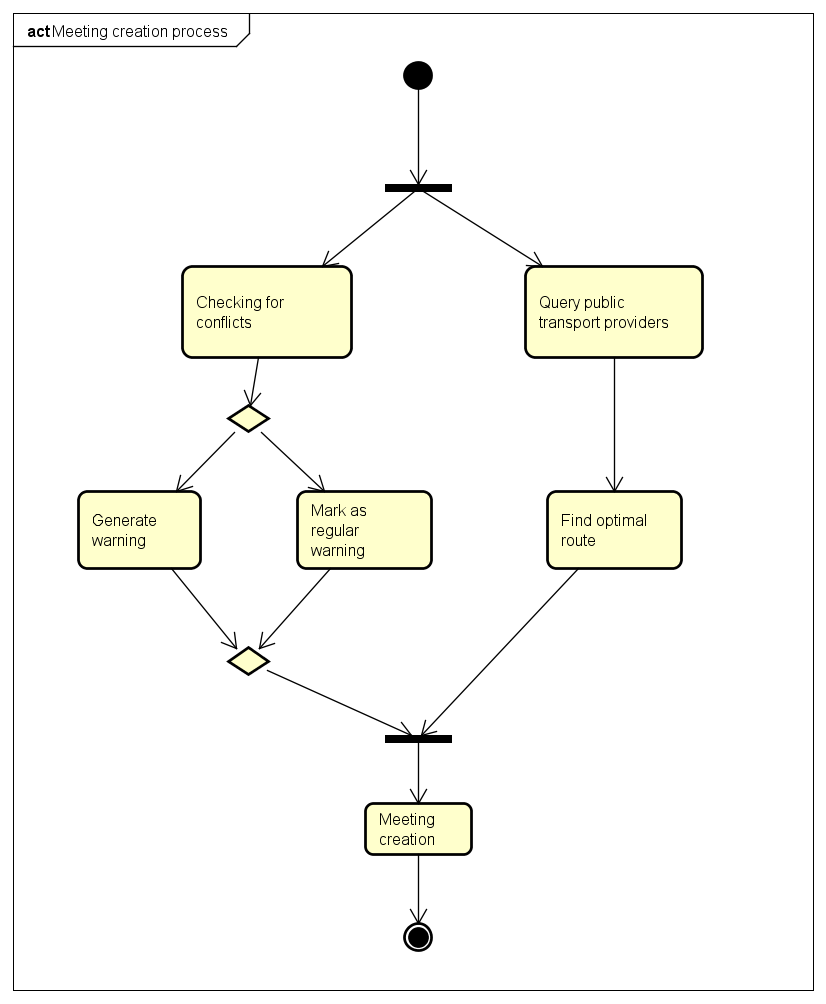 act Meeting creation process
Checking for
conflicts
Query public
transport providers
Generate
warning
Mark as
regular
warning
Find optimal
route
Meeting
creation